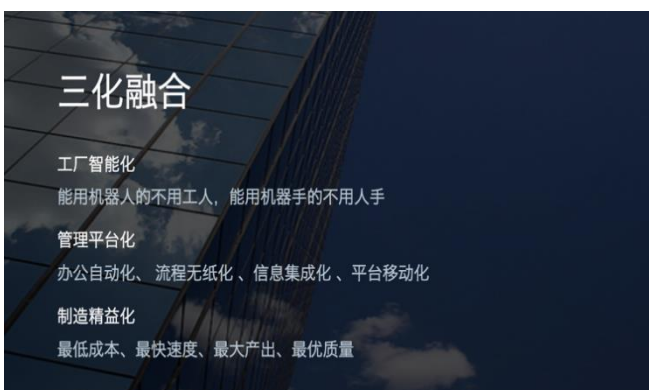 三化融合
工厂智能化
能用机器人的不用工人，能用机器手的不用人手
管理平台化
办公自动化、 流程无纸化 、信息集成化 、平台移动化
制造精益化
最低成本、最快速度、最大产出、最优质量